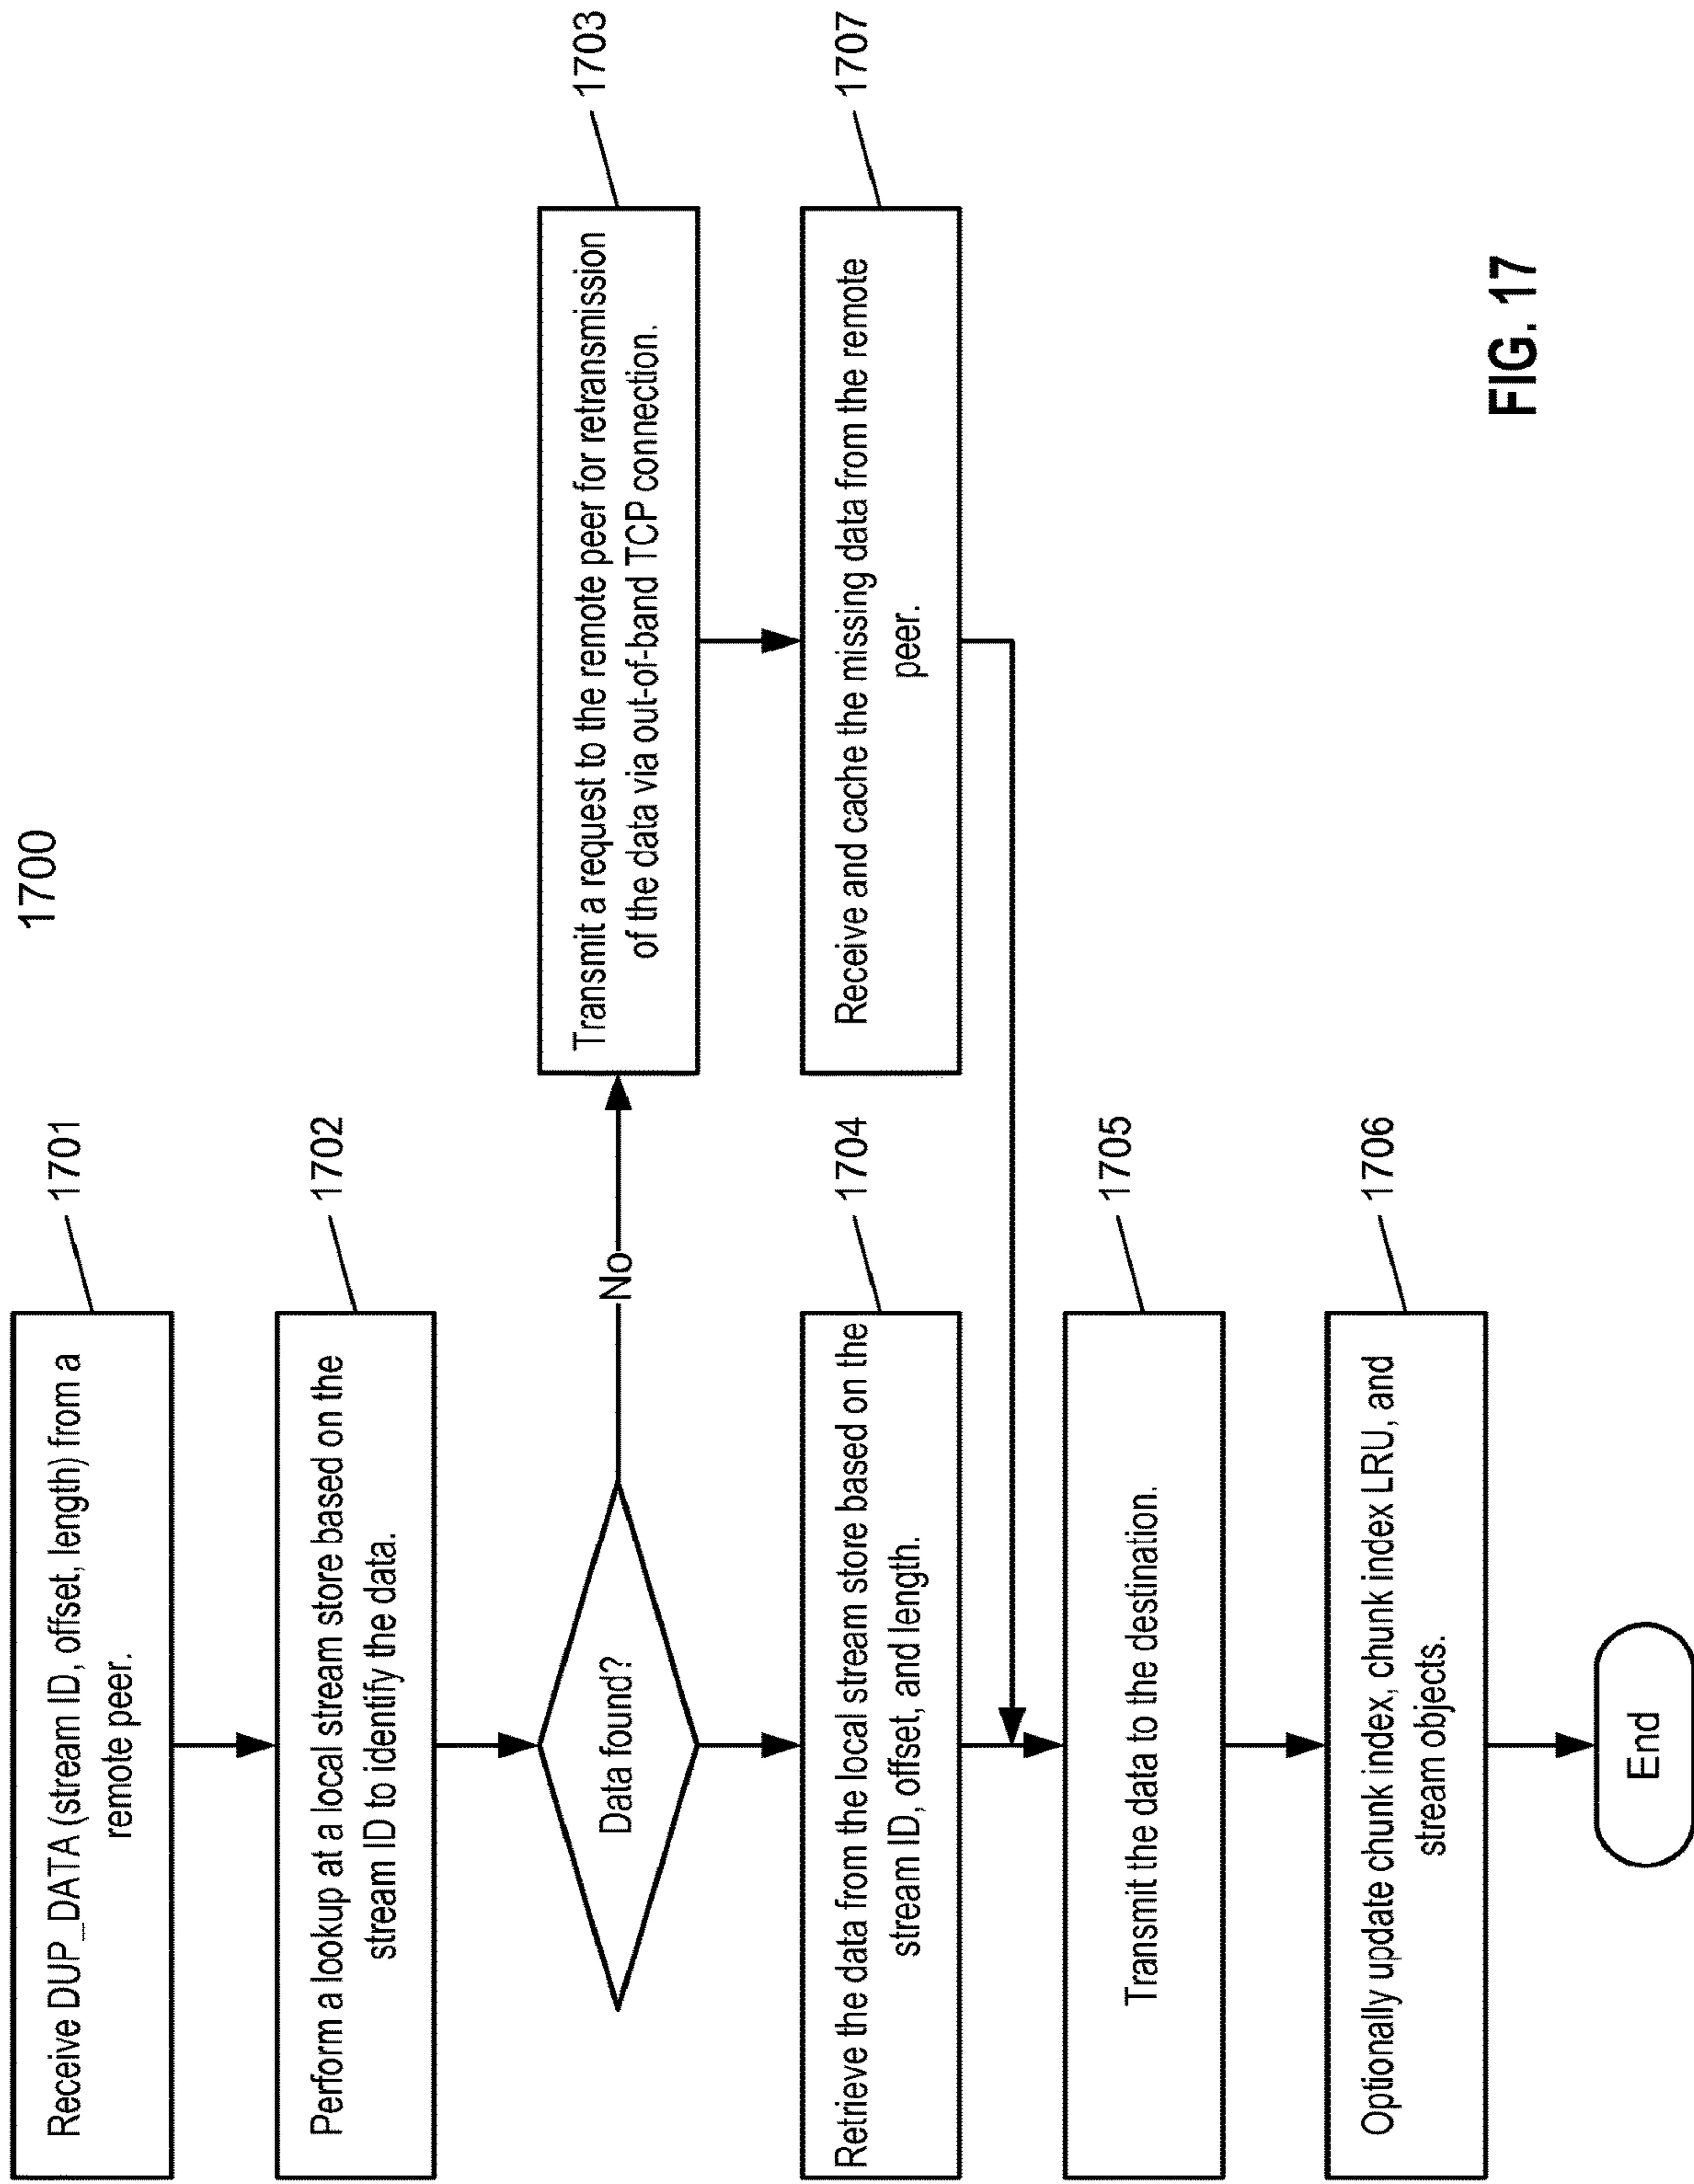 1700
Receive DUP_DATA (stream ID, offset, length) from a
remote peer.
1701
Perform a lookup at a local stream store based on the
stream ID to identify the data.
1702
Data found?
No
Transmit a request to the remote peer for retransmission
of the data via out-of-band TCP connection.
1703
Retrieve the data from the local stream store based on the
stream ID, offset, and length.
1704
Receive and cache the missing data from the remote
peer.
1707
Transmit the data to the destination.
1705
Optionally update chunk index, chunk index LRU, and
stream objects.
1706
End
FIG. 17